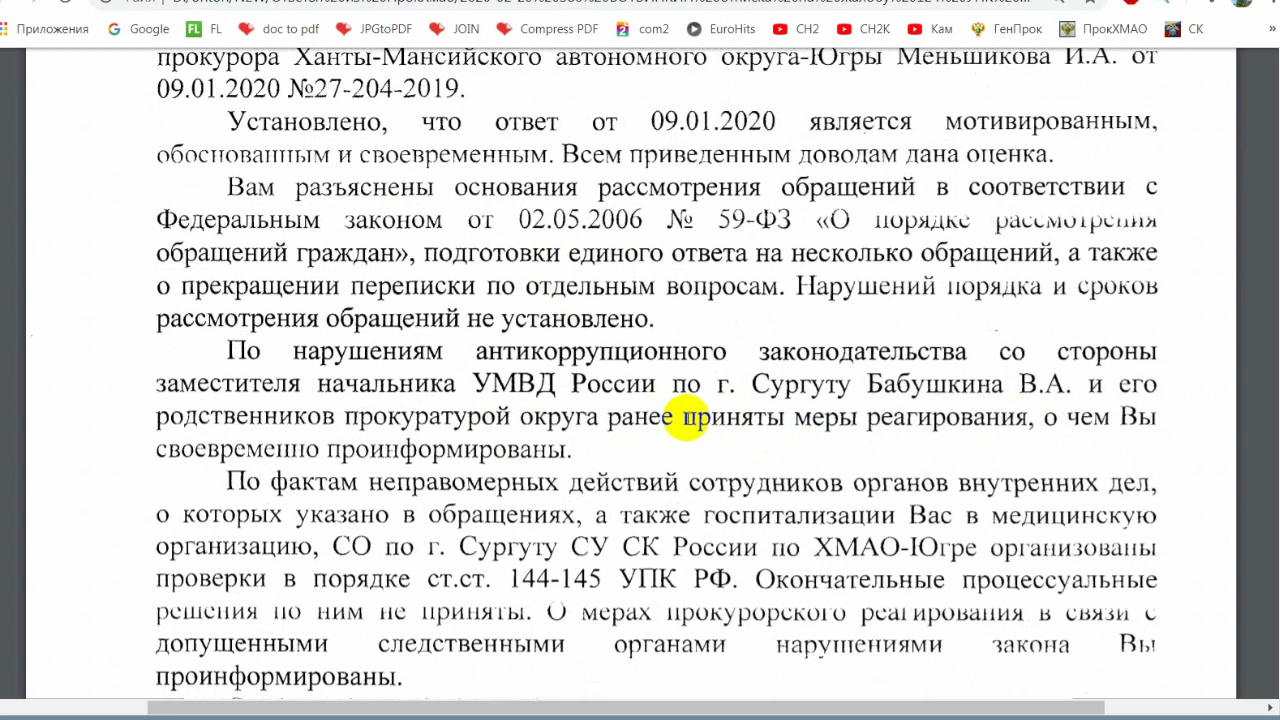 Приложения Google FL doc to pdf JPGtoPDF JOIN Compress PDF com2 EuroHits CH2 CH2K Кам ГенПрок ПрокХМАО СК »
прокурора Ханты-Мансийского автономного округа-Югры Меньшикова И.А. от
09.01.2020 №27-204-2019.
Установлено, что ответ от 09.01.2020 является мотивированным,
обоснованным и своевременным. Всем приведенным доводам дана оценка.
Вам разъяснены основания рассмотрения обращений в соответствии с
Федеральным законом от 02.05.2006 № 59-ФЗ «О порядке рассмотрения
обращений граждан», подготовки единого ответа на несколько обращений, а также
о прекращении переписки по отдельным вопросам. Нарушений порядка и сроков
рассмотрения обращений не установлено.
По нарушениям антикоррупционного законодательства со стороны
заместителя начальника УМВД России по г. Сургуту Бабушкина В.А. и его
родственников прокуратурой округа ранее приняты меры реагирования, о чем Вы
своевременно проинформированы.
По фактам неправомерных действий сотрудников органов внутренних дел,
о которых указано в обращениях, а также госпитализации Вас в медицинскую
организацию, СО по г. Сургуту СУ СК России по ХМАО-Югре организованы
проверки в порядке ст.ст. 144-145 УПК РФ. Окончательные процессуальные
решения по ним не приняты. О мерах прокурорского реагирования в связи с
допущенными следственными органами нарушениями закона Вы
проинформированы.